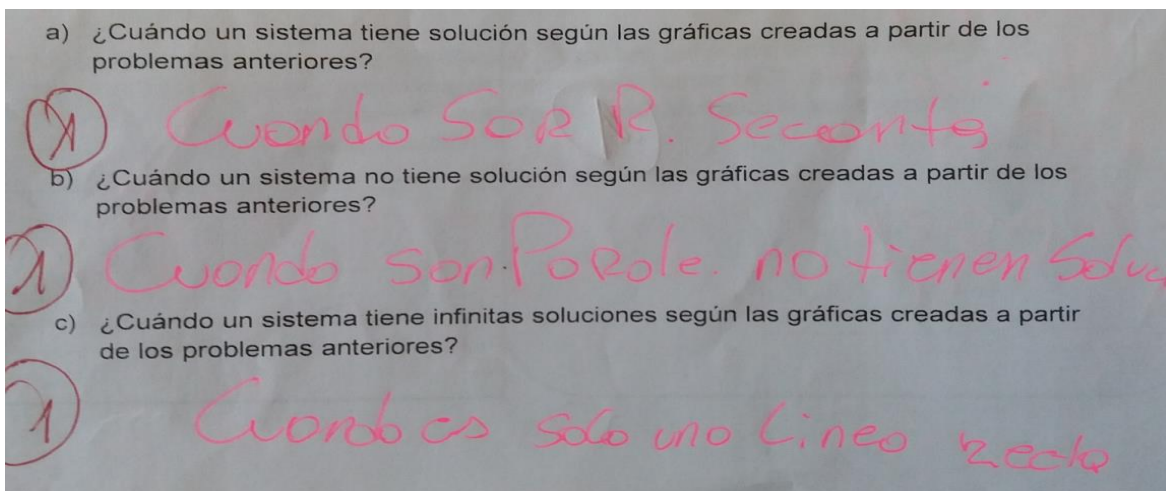 a) ¿Cuándo un sistema tiene solución según las gráficas creadas a partir de los
problemas anteriores?
1 Cuando Son R. Secante
b) ¿Cuándo un sistema no tiene solución según las gráficas creadas a partir de los
problemas anteriores?
1 Cuando son. Parale. no tienen Soluc
c) ¿Cuándo un sistema tiene infinitas soluciones según las gráficas creadas a partir
de los problemas anteriores?
1 Cuando es solo una Linea recta